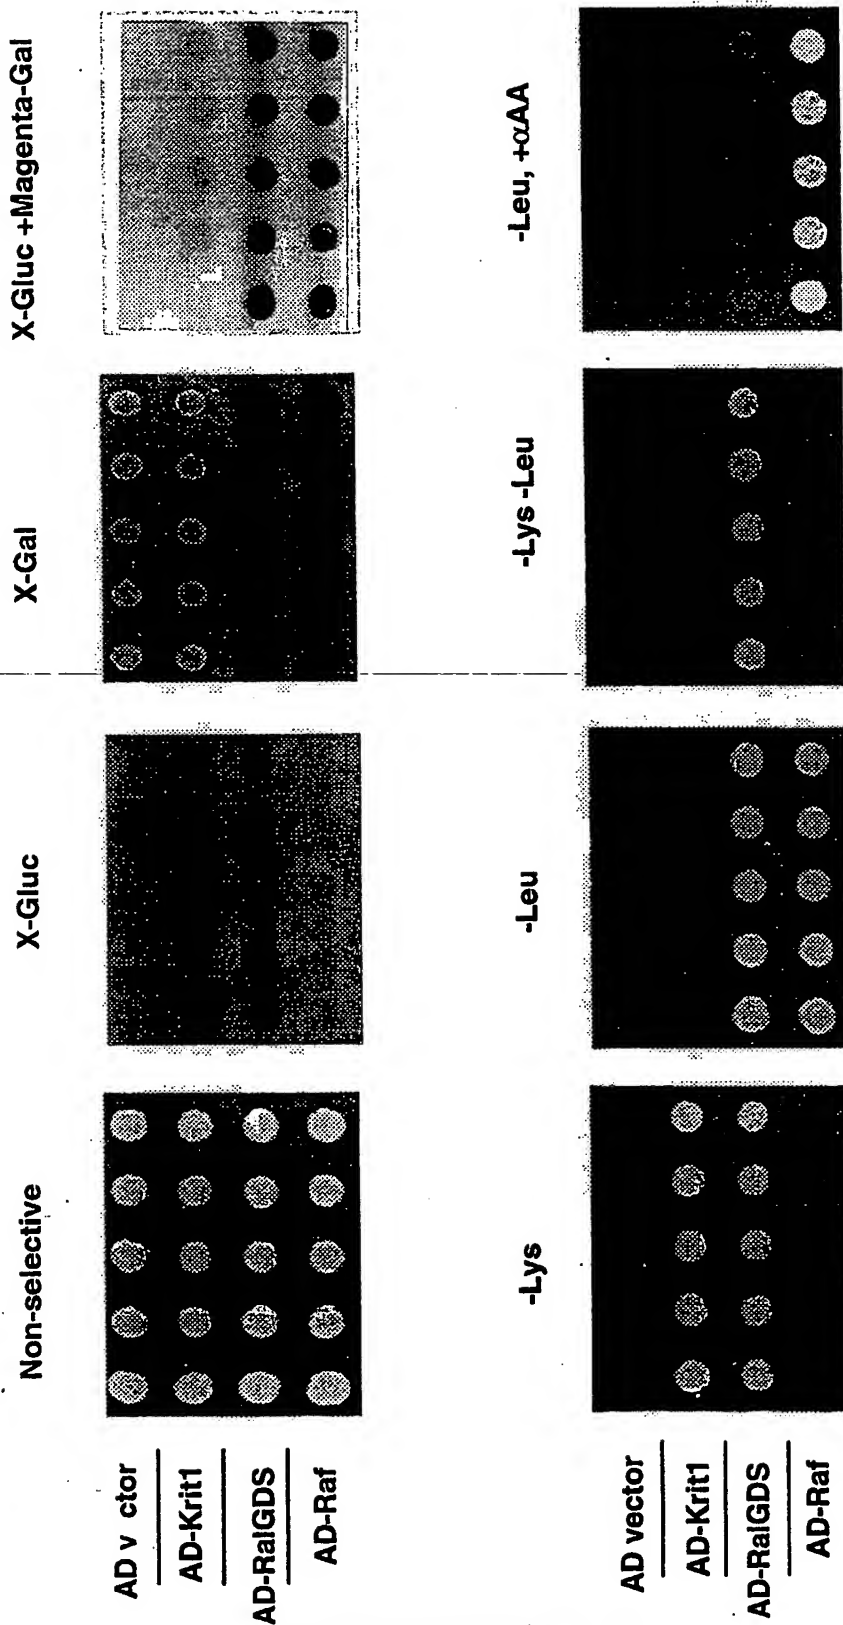 Non-selective
X-Gluc
X-Gal
X-Gluc +Magenta-Gal
AD v ctor
AD-Krit1
AD-RalGDS
AD-Raf
-Lys
-Leu
-Lys -Leu
-Leu, +αAA
AD vector
AD-Krit1
AD-RalGDS
AD-Raf